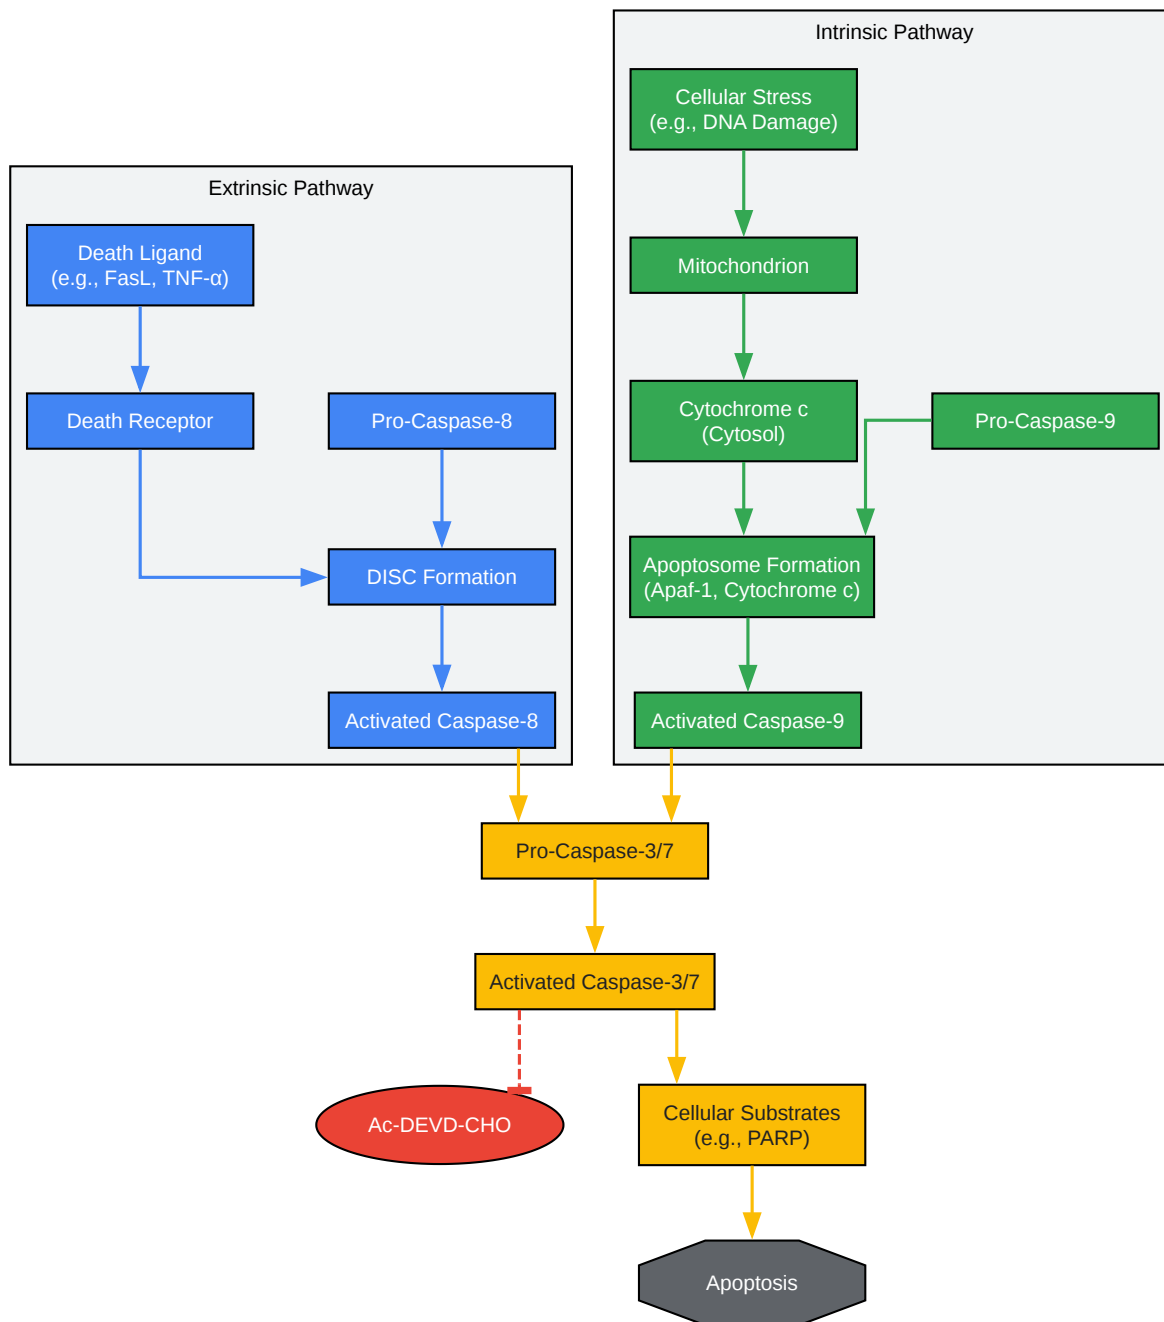 Intrinsic Pathway
Cellular Stress
(e.g., DNA Damage)
Mitochondrion
Cytochrome c
(Cytosol)
Pro-Caspase-9
Apoptosome Formation
(Apaf-1, Cytochrome c)
Activated Caspase-9
Extrinsic Pathway
Death Ligand
(e.g., FasL, TNF-α)
Death Receptor
Pro-Caspase-8
DISC Formation
Activated Caspase-8
Pro-Caspase-3/7
Activated Caspase-3/7
Ac-DEVD-CHO
Cellular Substrates
(e.g., PARP)
Apoptosis